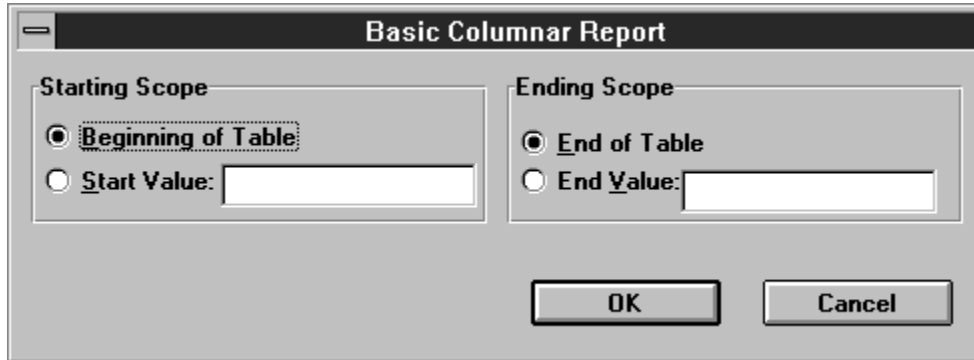 Basic Columnar Report
Starting Scope
Beginning of Table
Start Value:
Ending Scope
End of Table
End Value:
OK
Cancel